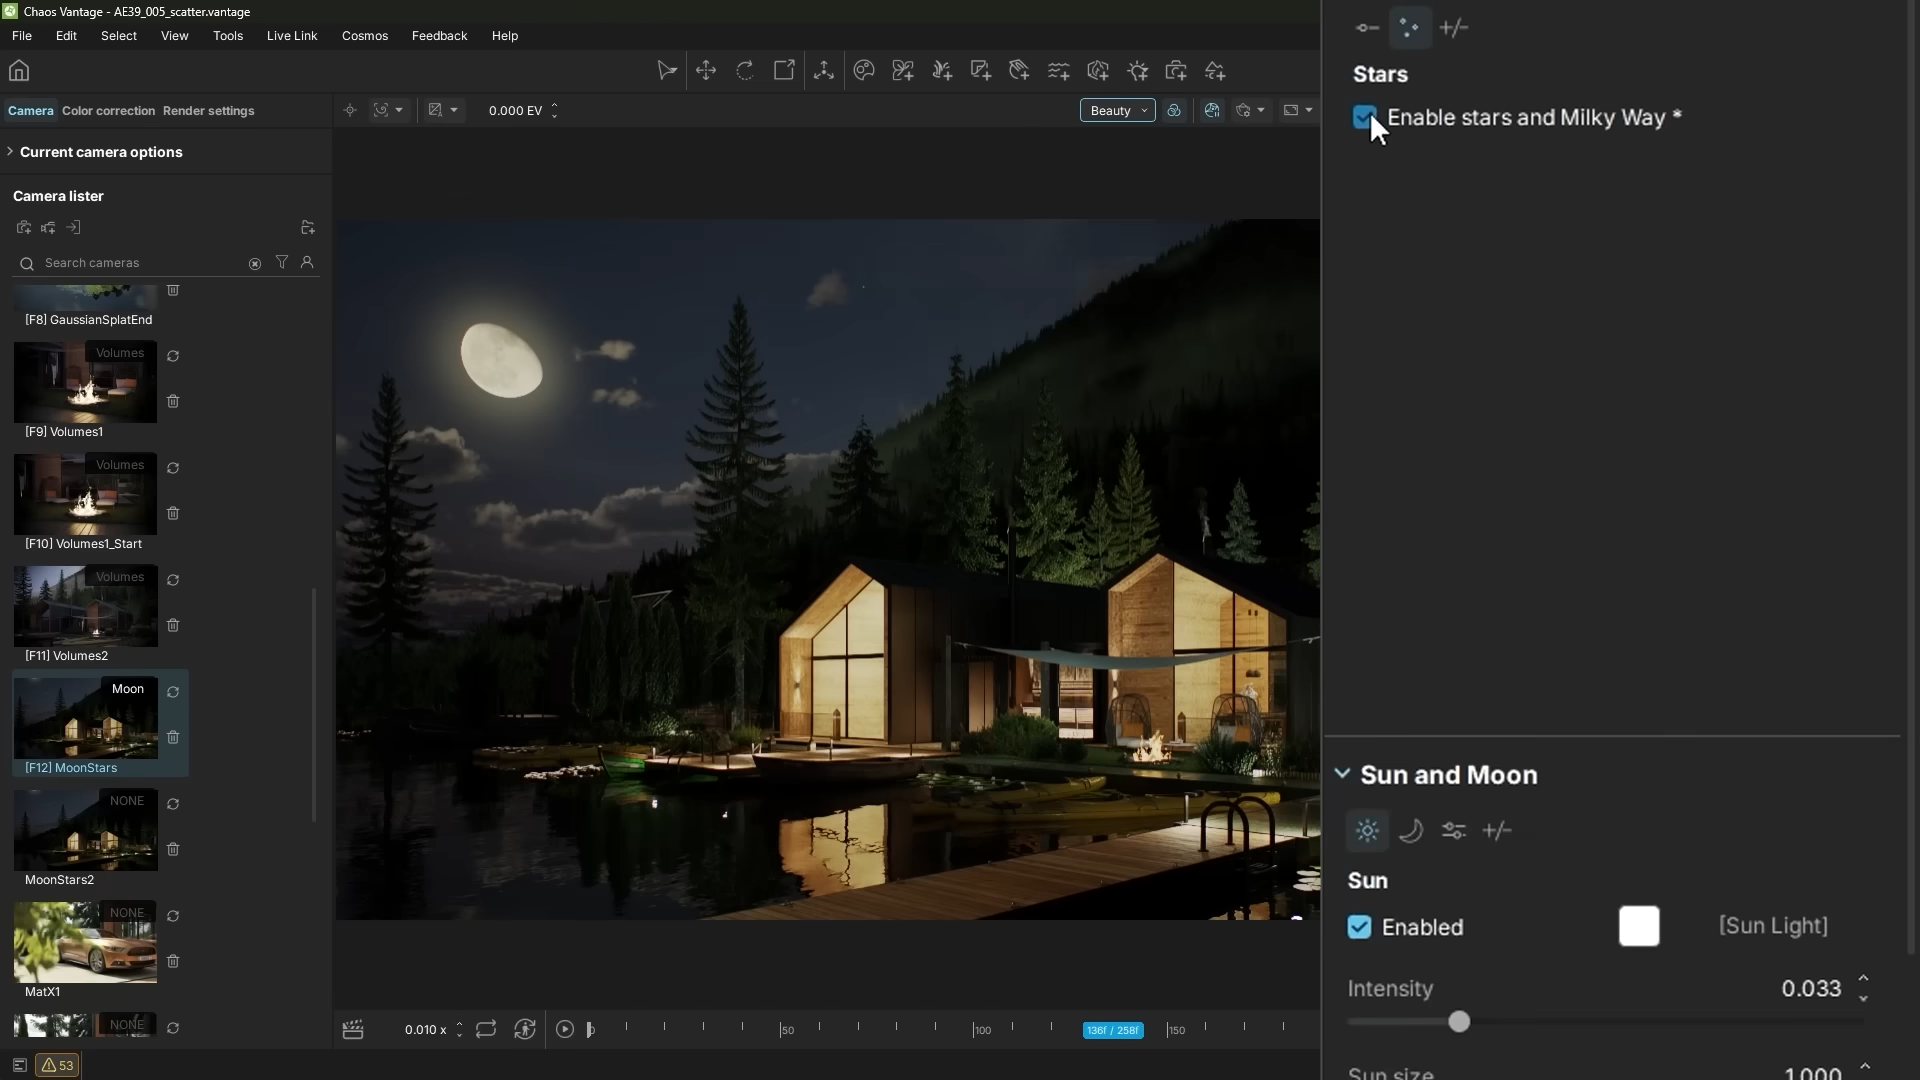 Chaos Vantage - AE39_005_scatter.vantage
File Edit Select View Tools Live Link Cosmos Feedback Help
Camera Color correction Render settings
0.000 EV
Beauty
Current camera options
Camera lister
Search cameras
[F8] GaussianSplatEnd
Volumes
[F9] Volumes1
Volumes
[F10] Volumes1_Start
Volumes
[F11] Volumes2
Moon
[F12] MoonStars
NONE
MoonStars2
NONE
MatX1
NONE
0.010 x
0
50
100
136f / 258f
150
53
+/-
Stars
Enable stars and Milky Way *
Sun and Moon
+/-
Sun
Enabled
[Sun Light]
Intensity
0.033
Sun size
1.000